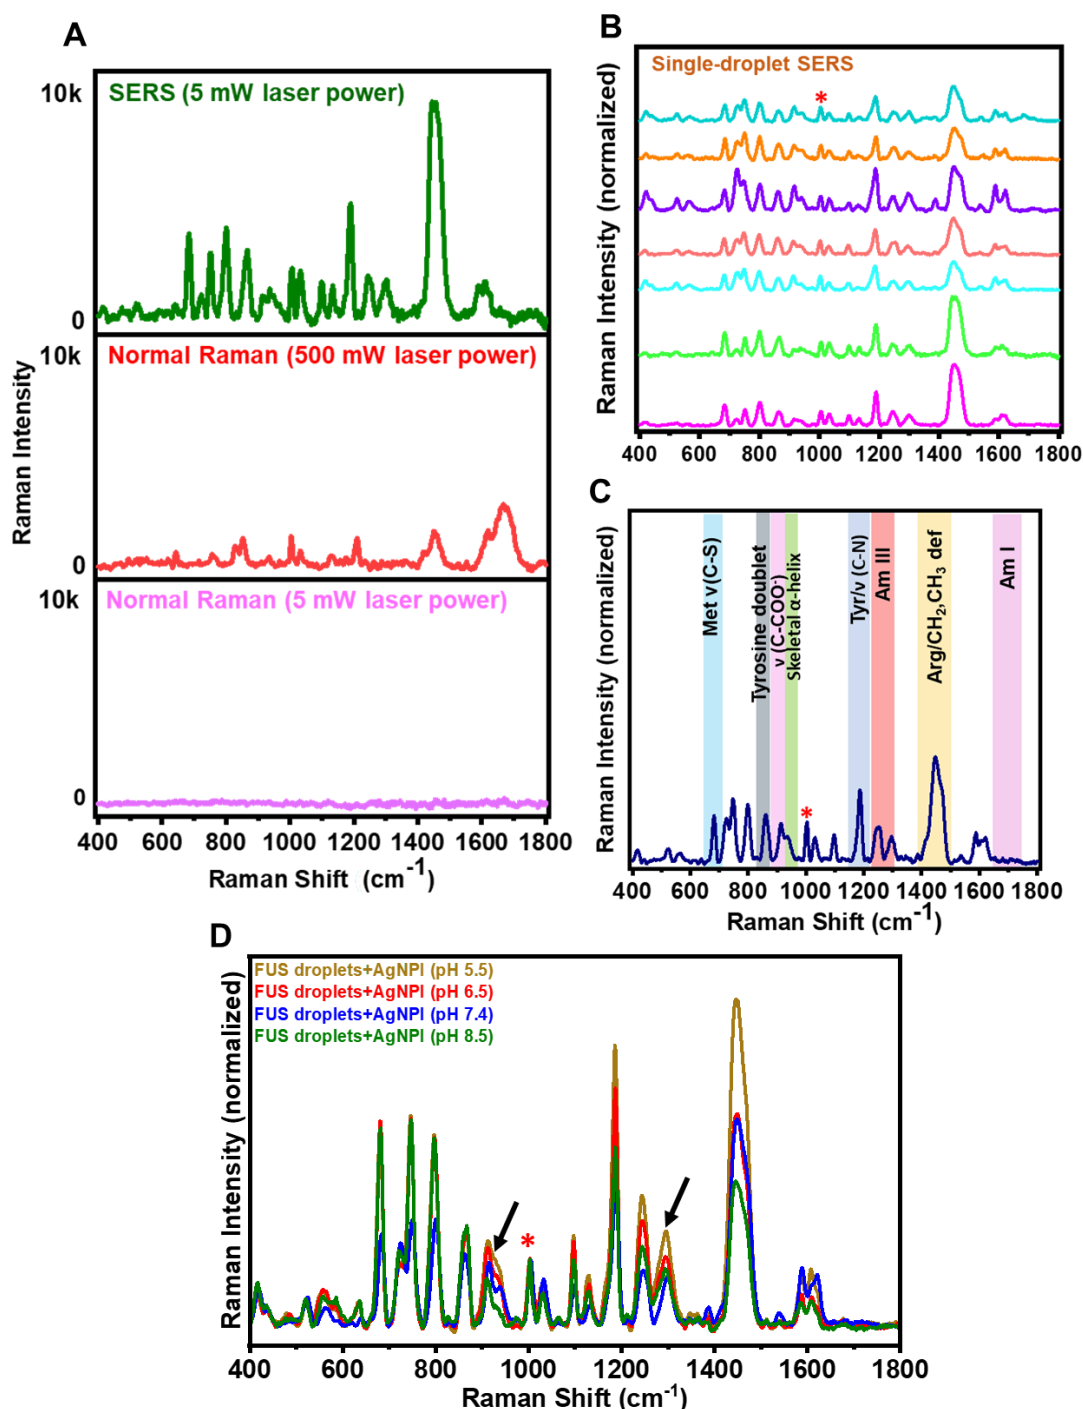 A
SERS (5 mW laser power)
10k
0
Normal Raman (500 mW laser power)
10k
0
Normal Raman (5 mW laser power)
10k
0
Raman Intensity
400 600 800 1000 1200 1400 1600 1800
Raman Shift (cm-1)
B
Single-droplet SERS
*
Raman Intensity (normalized)
400 600 800 1000 1200 1400 1600 1800
C
Met ν(C-S)
Tyrosine doublet
ν (C-COO-)
Skeletal α-helix
Tyr/ν (C-N)
Am III
Arg/CH2,CH3 def
Am I
*
Raman Intensity (normalized)
400 600 800 1000 1200 1400 1600 1800
Raman Shift (cm-1)
D
FUS droplets+AgNPI (pH 5.5)
FUS droplets+AgNPI (pH 6.5)
FUS droplets+AgNPI (pH 7.4)
FUS droplets+AgNPI (pH 8.5)
*
Raman Intensity (normalized)
400 600 800 1000 1200 1400 1600 1800
Raman Shift (cm-1)